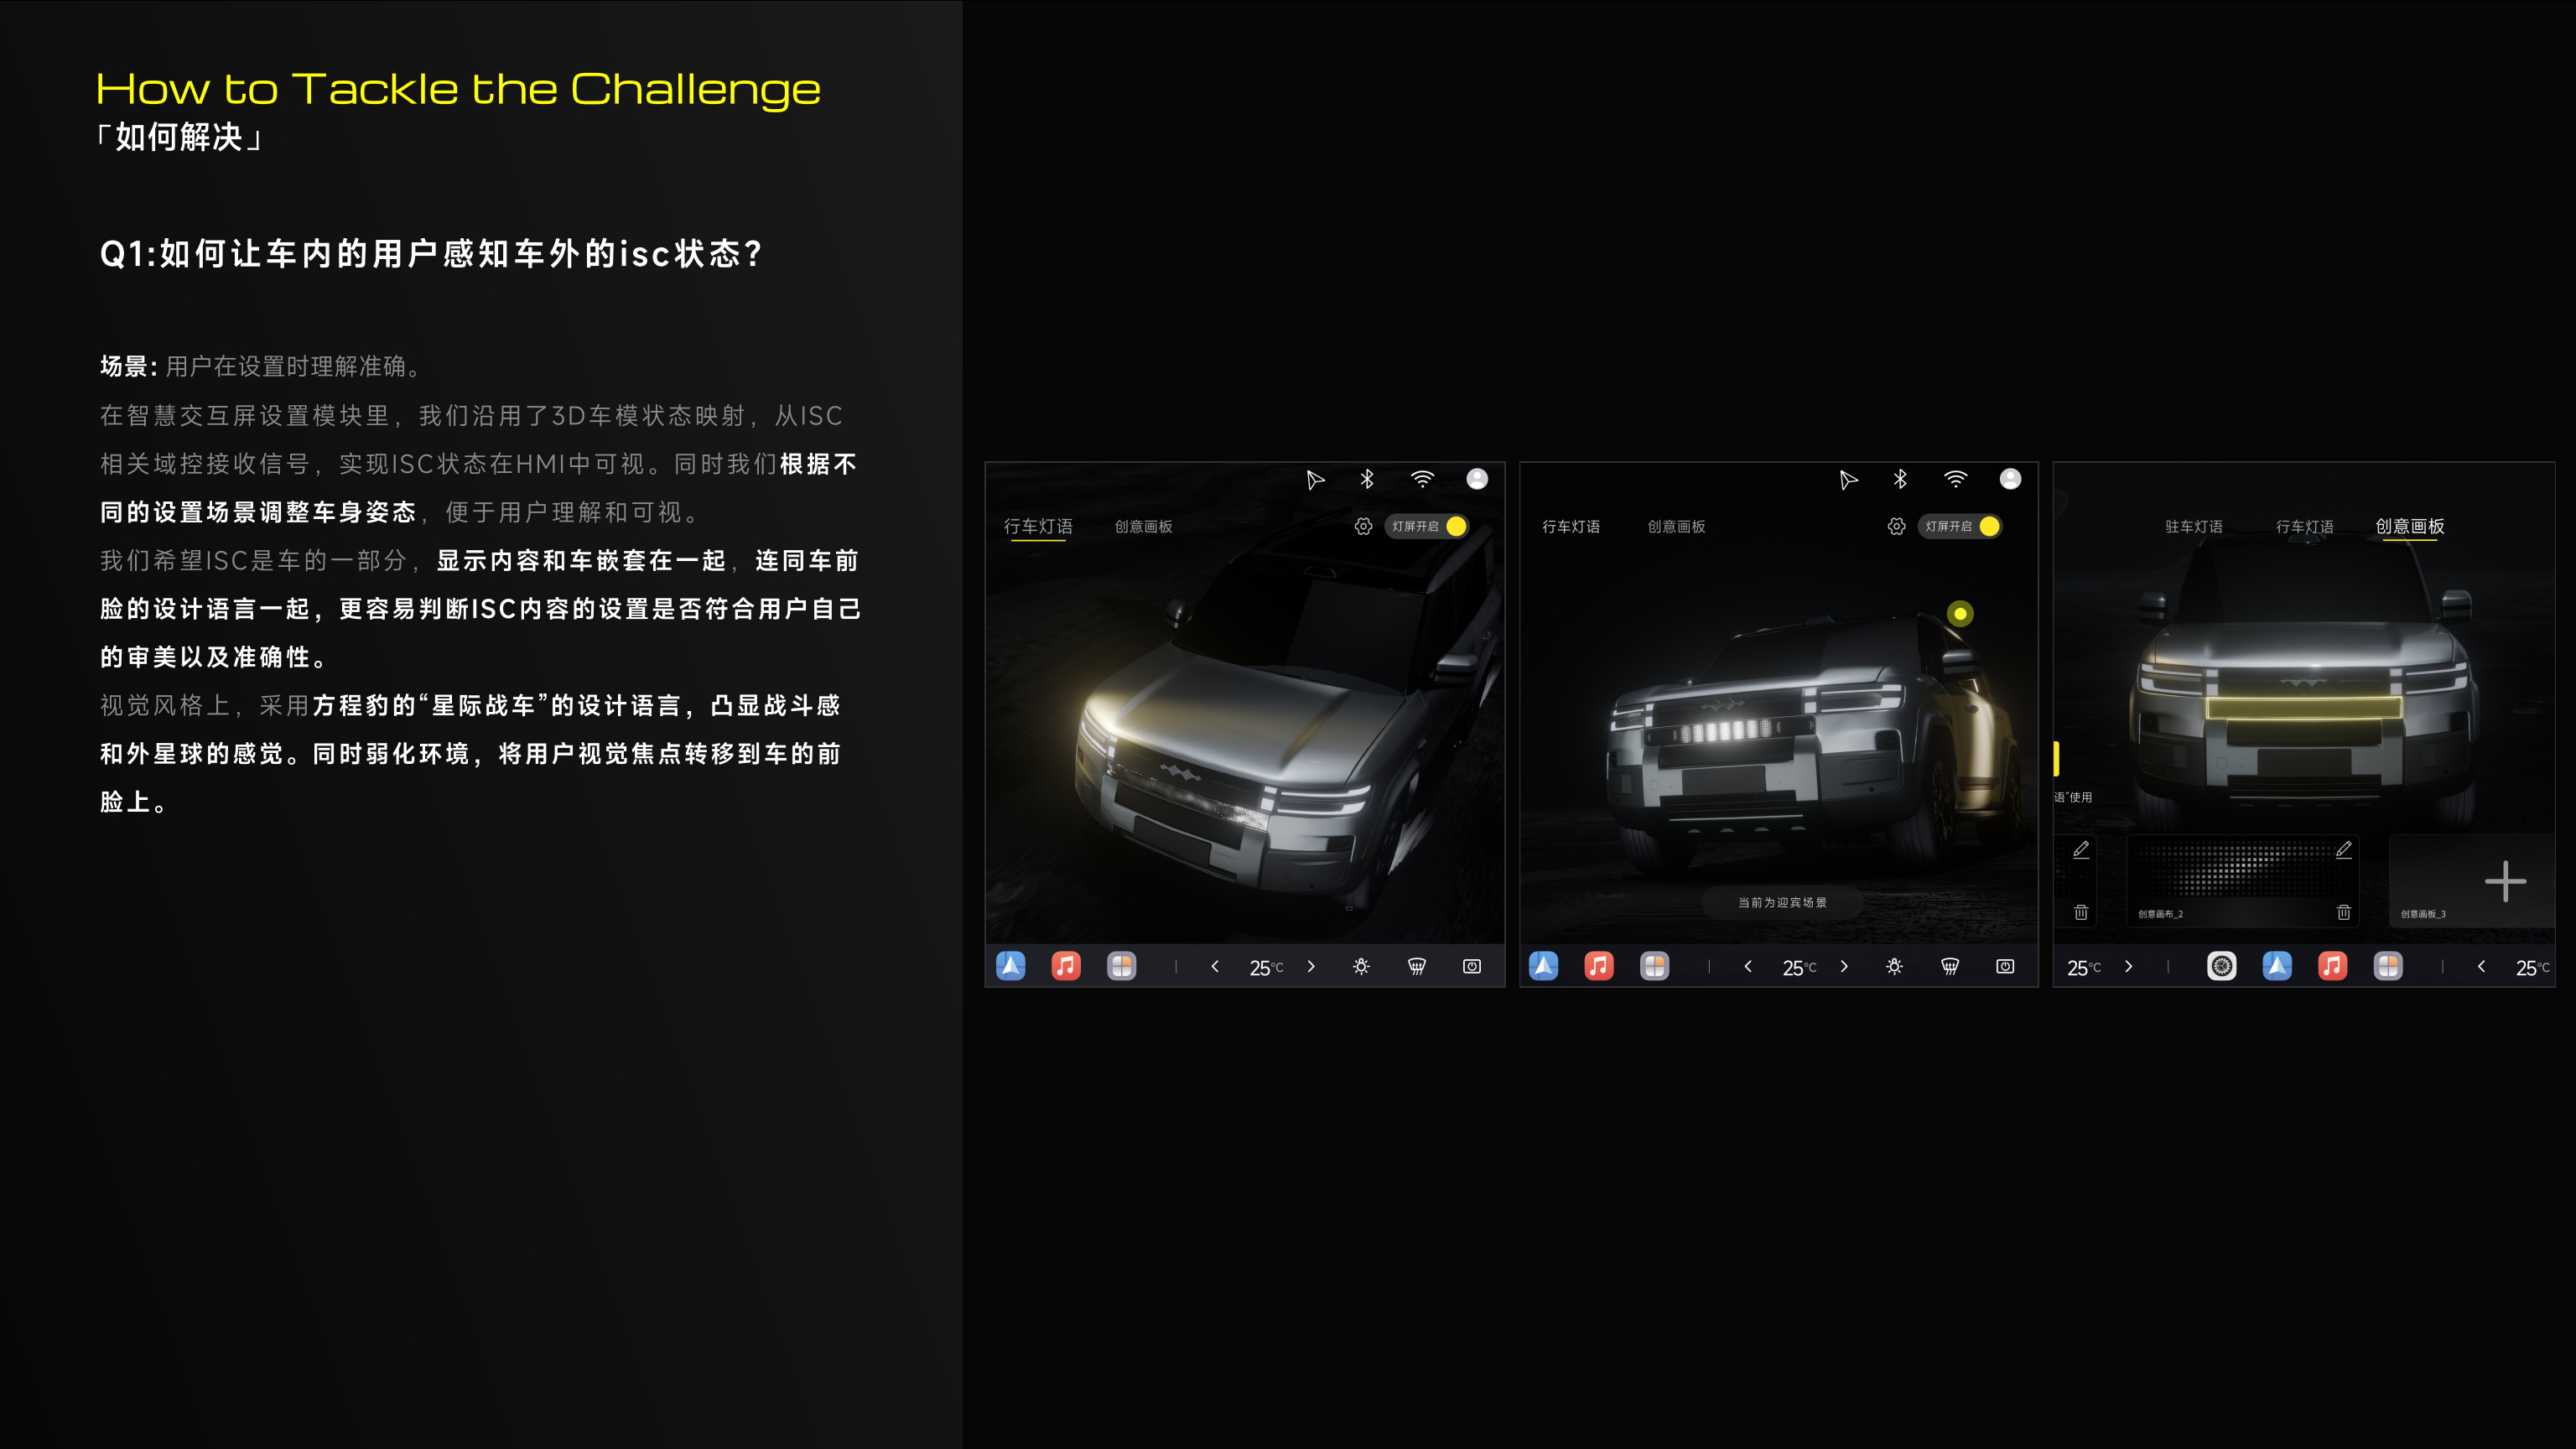 How to Tackle the Challenge
「如何解决」
Q1:如何让车内的用户感知车外的isc状态？
场景: 用户在设置时理解准确。
在智慧交互屏设置模块里，我们沿用了3D车模状态映射，从ISC
相关域控接收信号，实现ISC状态在HMI中可视。同时我们根据不
同的设置场景调整车身姿态，便于用户理解和可视。
我们希望ISC是车的一部分，显示内容和车嵌套在一起，连同车前
脸的设计语言一起，更容易判断ISC内容的设置是否符合用户自己
的审美以及准确性。
视觉风格上，采用方程豹的“星际战车”的设计语言，凸显战斗感
和外星球的感觉。同时弱化环境，将用户视觉焦点转移到车的前
脸上。
行车灯语 创意画板 灯屏开启
25°C
行车灯语 创意画板 灯屏开启
当前为迎宾场景
25°C
驻车灯语 行车灯语 创意画板
语”使用
创意画布_2 创意画板_3
25°C 25°C